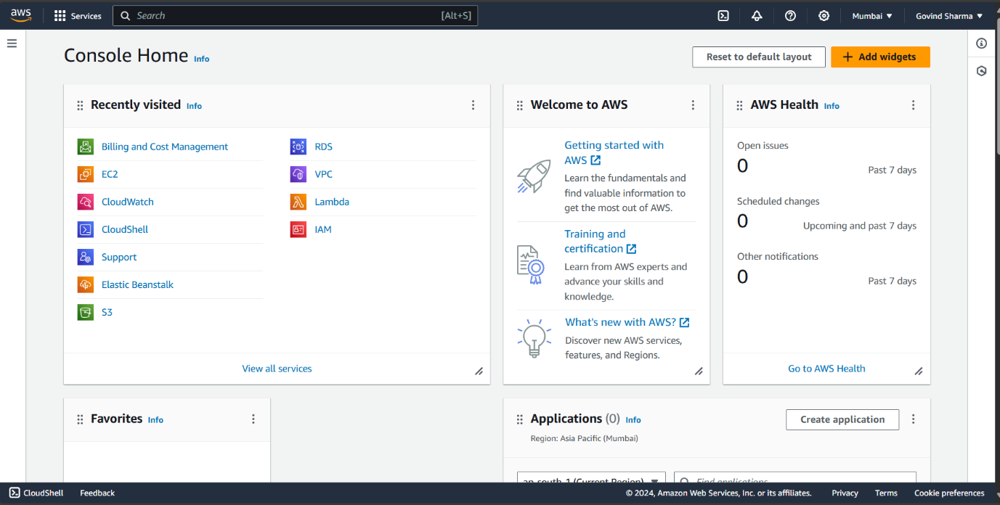 aws
Services
Search [Alt+S]
Mumbai
Govind Sharma
Console Home Info
Reset to default layout
Add widgets
Recently visited Info
Billing and Cost Management
EC2
CloudWatch
CloudShell
Support
Elastic Beanstalk
S3
RDS
VPC
Lambda
IAM
View all services
Welcome to AWS
Getting started with
AWS
Learn the fundamentals and
find valuable information to
get the most out of AWS.
Training and
certification
Learn from AWS experts and
advance your skills and
knowledge.
What's new with AWS?
Discover new AWS services,
features, and Regions.
AWS Health Info
Open issues
0
Past 7 days
Scheduled changes
0
Upcoming and past 7 days
Other notifications
0
Past 7 days
Go to AWS Health
Favorites Info
Applications (0) Info
Region: Asia Pacific (Mumbai)
Create application
ap-south-1 (Current Region)
Find applications
CloudShell
Feedback
© 2024, Amazon Web Services, Inc. or its affiliates.
Privacy
Terms
Cookie preferences